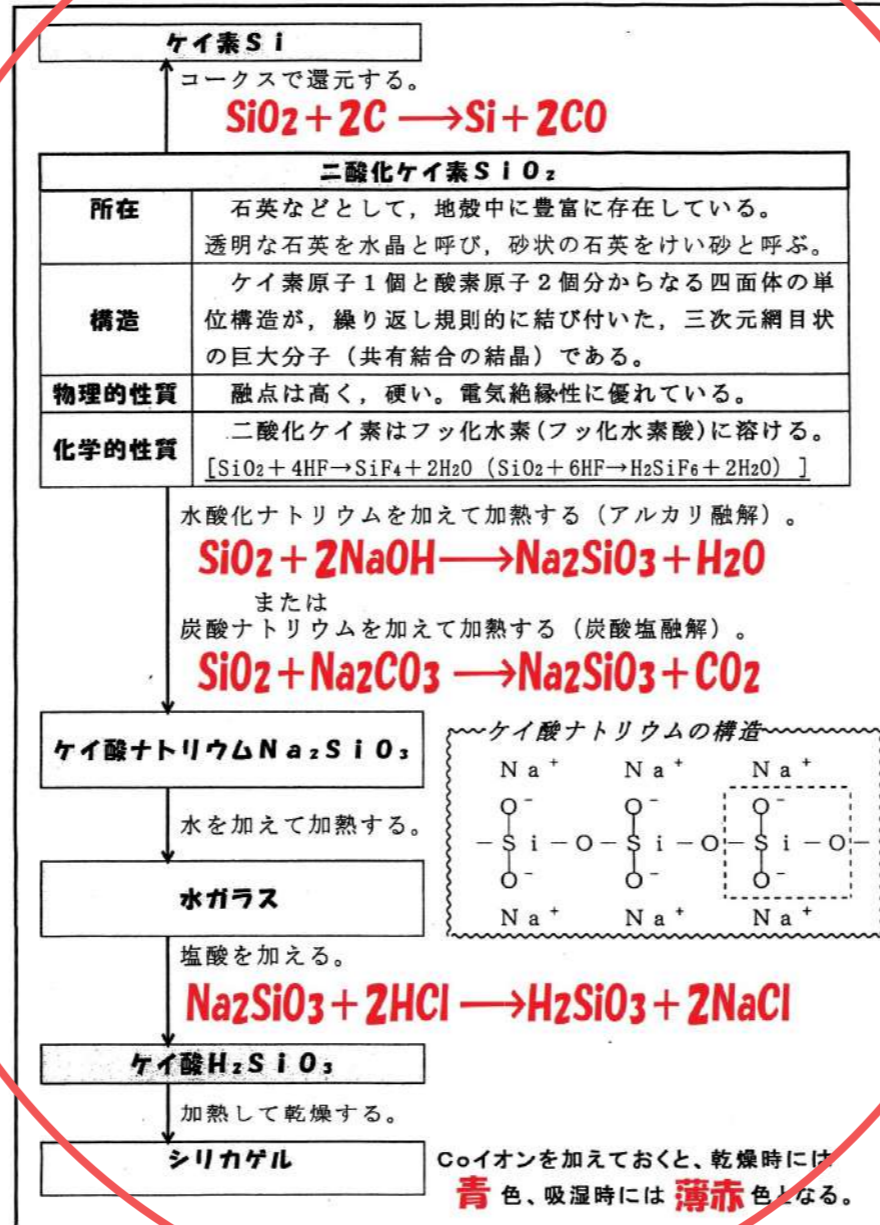 ケイ素Si
コークスで還元する。
SiO₂+2C→Si+2CO
二酸化ケイ素SiO₂
所在
石英などとして，地殻中に豊富に存在している。
透明な石英を水晶と呼び，砂状の石英をけい砂と呼ぶ。
構造
ケイ素原子１個と酸素原子２個分からなる四面体の単
位構造が，繰り返し規則的に結び付いた，三次元網目状
の巨大分子（共有結合の結晶）である。
物理的性質
融点は高く，硬い。電気絶縁性に優れている。
化学的性質
二酸化ケイ素はフッ化水素(フッ化水素酸)に溶ける。
[SiO₂+4HF→SiF₄+2H₂O (SiO₂+6HF→H₂SiF₆+2H₂O) ]
水酸化ナトリウムを加えて加熱する（アルカリ融解）。
SiO₂+2NaOH→Na₂SiO₃+H₂O
または
炭酸ナトリウムを加えて加熱する（炭酸塩融解）。
SiO₂+Na₂CO₃→Na₂SiO₃+CO₂
ケイ酸ナトリウムNa₂SiO₃
水を加えて加熱する。
水ガラス
ケイ酸ナトリウムの構造
Na⁺ Na⁺ Na⁺
O⁻ O⁻ O⁻
-Si-O-Si-O-Si-O-
O⁻ O⁻ O⁻
Na⁺ Na⁺ Na⁺
塩酸を加える。
Na₂SiO₃+2HCl→H₂SiO₃+2NaCl
ケイ酸H₂SiO₃
加熱して乾燥する。
シリカゲル
Coイオンを加えておくと、乾燥時には
青色、吸湿時には薄赤色となる。